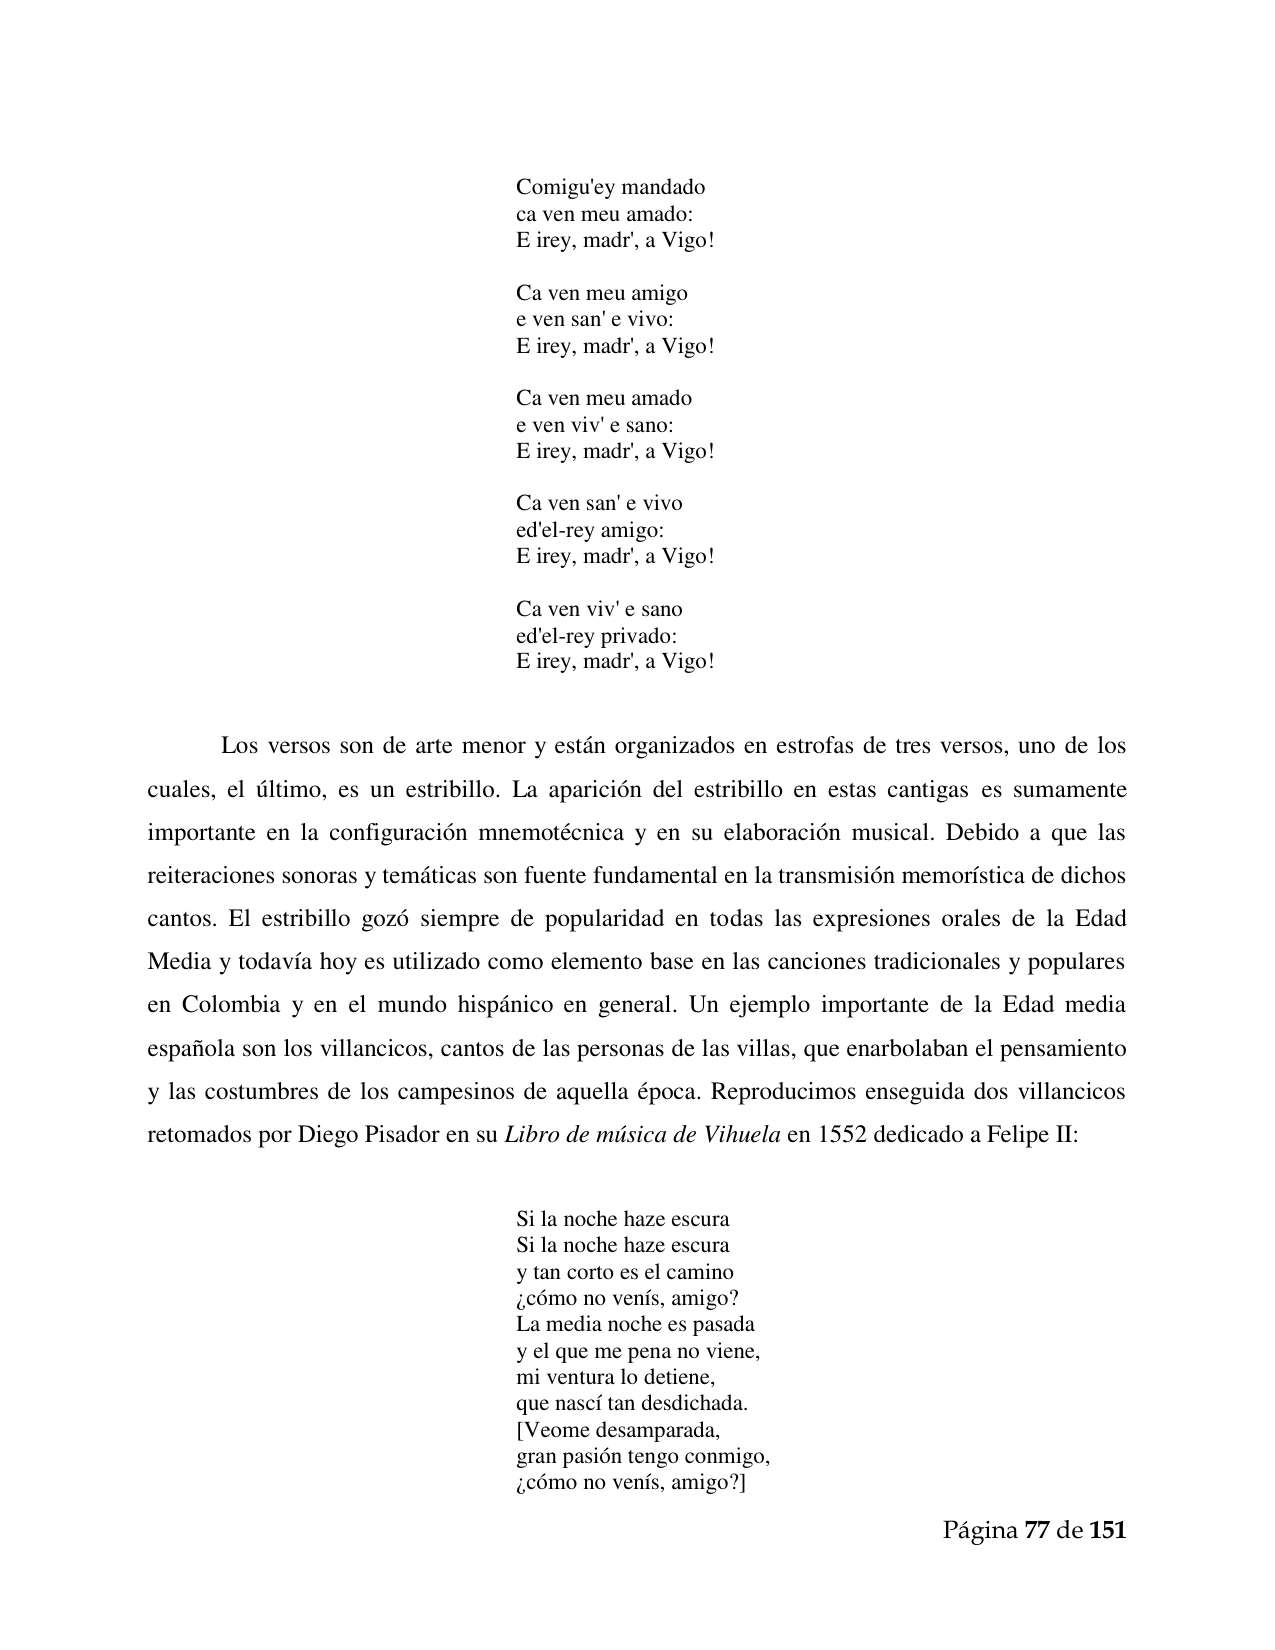 Comigu'ey mandado
ca ven meu amado:
E irey, madr', a Vigo!
Ca ven meu amigo
e ven san' e vivo:
E irey, madr', a Vigo!
Ca ven meu amado
e ven viv' e sano:
E irey, madr', a Vigo!
Ca ven san' e vivo
ed'el-rey amigo:
E irey, madr', a Vigo!
Ca ven viv' e sano
ed'el-rey privado:
E irey, madr', a Vigo!
Los versos son de arte menor y están organizados en estrofas de tres versos, uno de los
cuales, el último, es un estribillo. La aparición del estribillo en estas cantigas es sumamente
importante en la configuración mnemotécnica y en su elaboración musical. Debido a que las
reiteraciones sonoras y temáticas son fuente fundamental en la transmisión memorística de dichos
cantos. El estribillo gozó siempre de popularidad en todas las expresiones orales de la Edad
Media y todavía hoy es utilizado como elemento base en las canciones tradicionales y populares
en Colombia y en el mundo hispánico en general. Un ejemplo importante de la Edad media
española son los villancicos, cantos de las personas de las villas, que enarbolaban el pensamiento
y las costumbres de los campesinos de aquella época. Reproducimos enseguida dos villancicos
retomados por Diego Pisador en su Libro de música de Vihuela en 1552 dedicado a Felipe II:
Si la noche haze escura
Si la noche haze escura
y tan corto es el camino
¿cómo no venís, amigo?
La media noche es pasada
y el que me pena no viene,
mi ventura lo detiene,
que nascí tan desdichada.
[Veome desamparada,
gran pasión tengo conmigo,
¿cómo no venís, amigo?]
Página 77 de 151